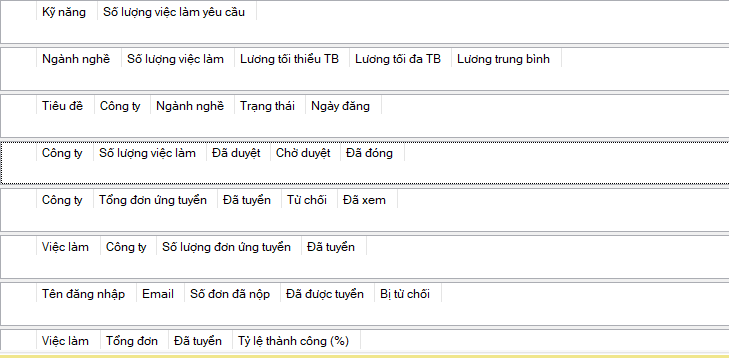 Kỹ năng Số lượng việc làm yêu cầu
Ngành nghề Số lượng việc làm Lương tối thiểu TB Lương tối đa TB Lương trung bình
Tiêu đề Công ty Ngành nghề Trạng thái Ngày đăng
Công ty Số lượng việc làm Đã duyệt Chờ duyệt Đã đóng
Công ty Tổng đơn ứng tuyển Đã tuyển Từ chối Đã xem
Việc làm Công ty Số lượng đơn ứng tuyển Đã tuyển
Tên đăng nhập Email Số đơn đã nộp Đã được tuyển Bị từ chối
Việc làm Tổng đơn Đã tuyển Tỷ lệ thành công (%)